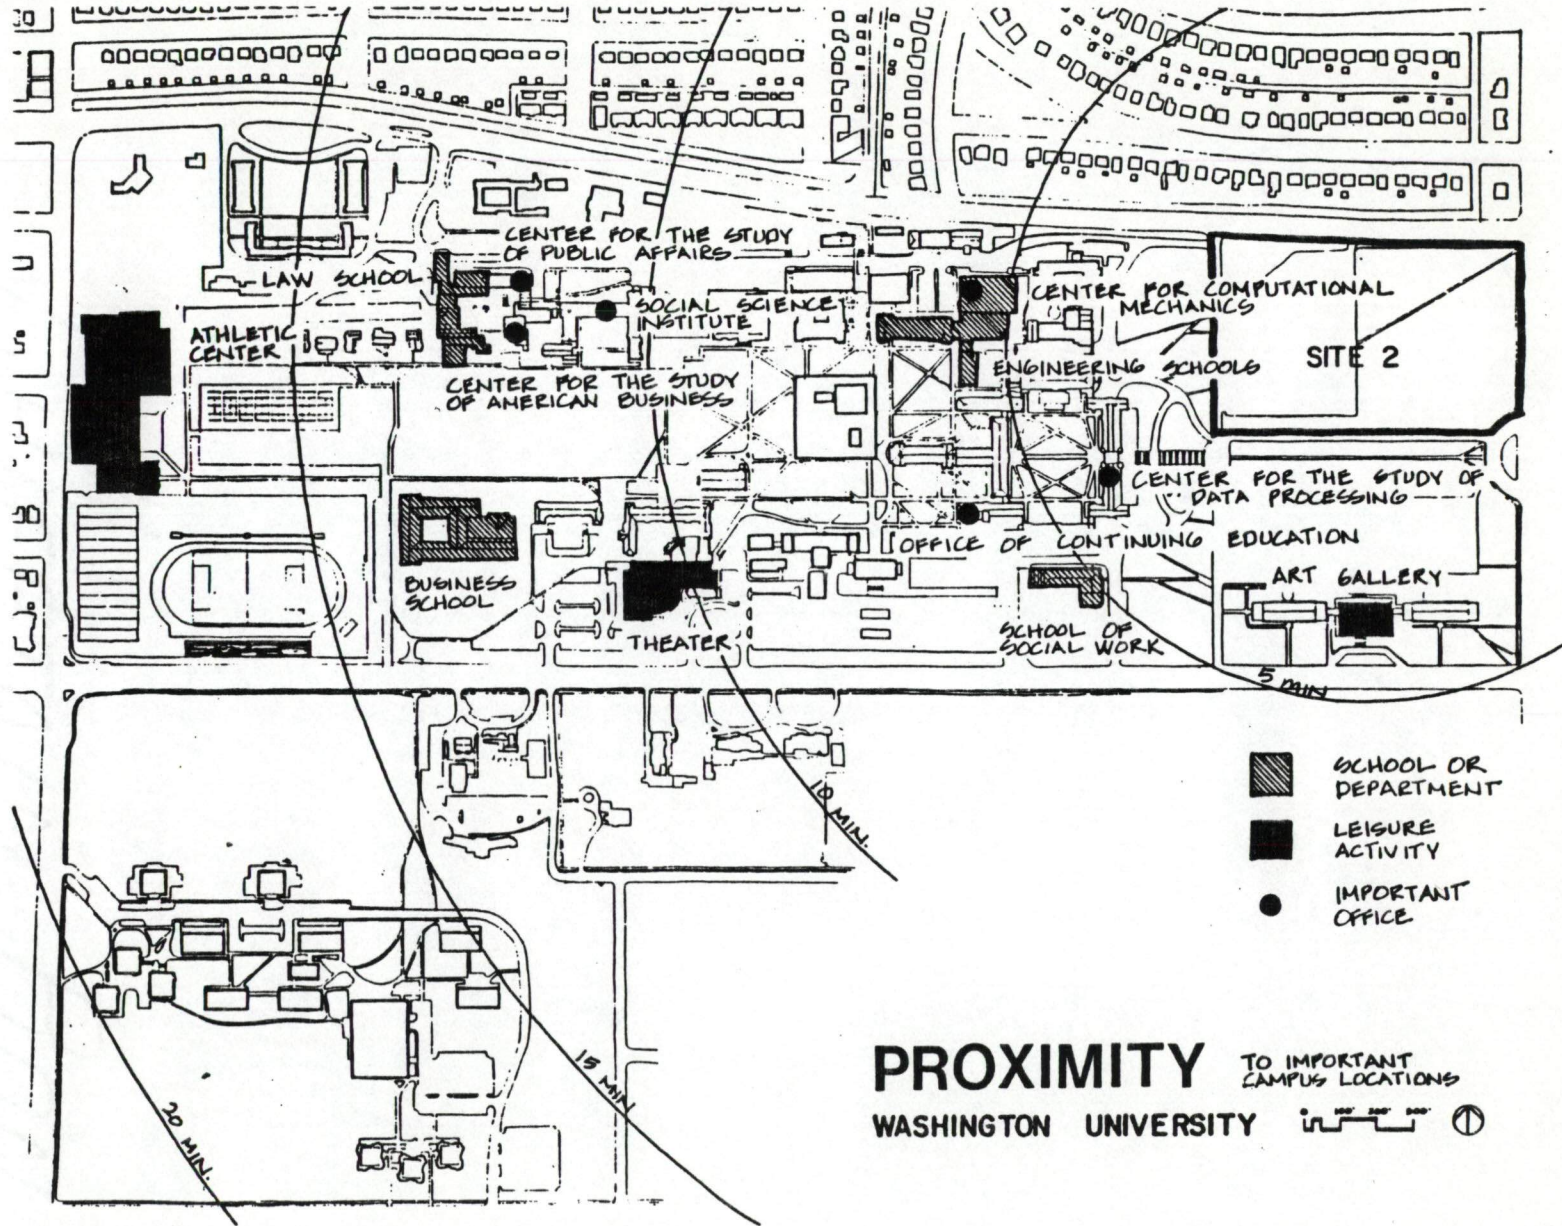 CENTER FOR THE STUDY
OF PUBLIC AFFAIRS
LAW SCHOOL
SOCIAL SCIENCE
INSTITUTE
CENTER FOR COMPUTATIONAL
MECHANICS
ATHLETIC
CENTER
SITE 2
ENGINEERING SCHOOLS
CENTER FOR THE STUDY
OF AMERICAN BUSINESS
CENTER FOR THE STUDY OF
DATA PROCESSING
OFFICE OF CONTINUING EDUCATION
BUSINESS
SCHOOL
ART GALLERY
THEATER
SCHOOL OF
SOCIAL WORK
5 MIN
10 MIN.
SCHOOL OR
DEPARTMENT
LEISURE
ACTIVITY
IMPORTANT
OFFICE
15 MIN.
20 MIN.
PROXIMITY TO IMPORTANT
CAMPUS LOCATIONS
WASHINGTON UNIVERSITY